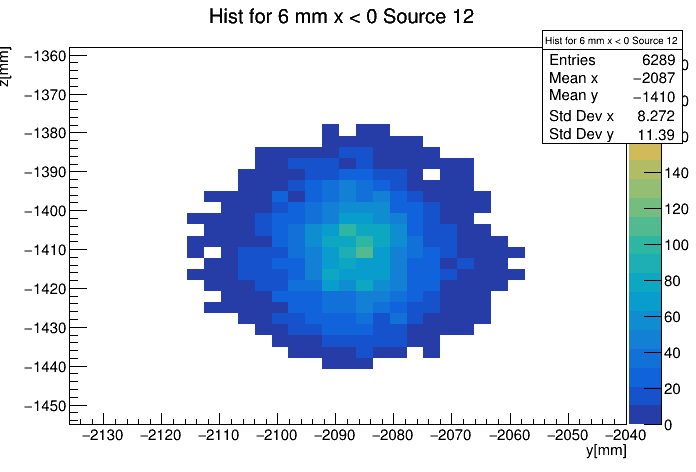 Hist for 6 mm x < 0 Source 12
Hist for 6 mm x < 0 Source 12
Entries 6289
Mean x −2087
Mean y −1410
Std Dev x 8.272
Std Dev y 11.39
z[mm]
−1360
−1370
−1380
−1390
−1400
−1410
−1420
−1430
−1440
−1450
140
120
100
80
60
40
20
0
−2130 −2120 −2110 −2100 −2090 −2080 −2070 −2060 −2050 −2040
y[mm]